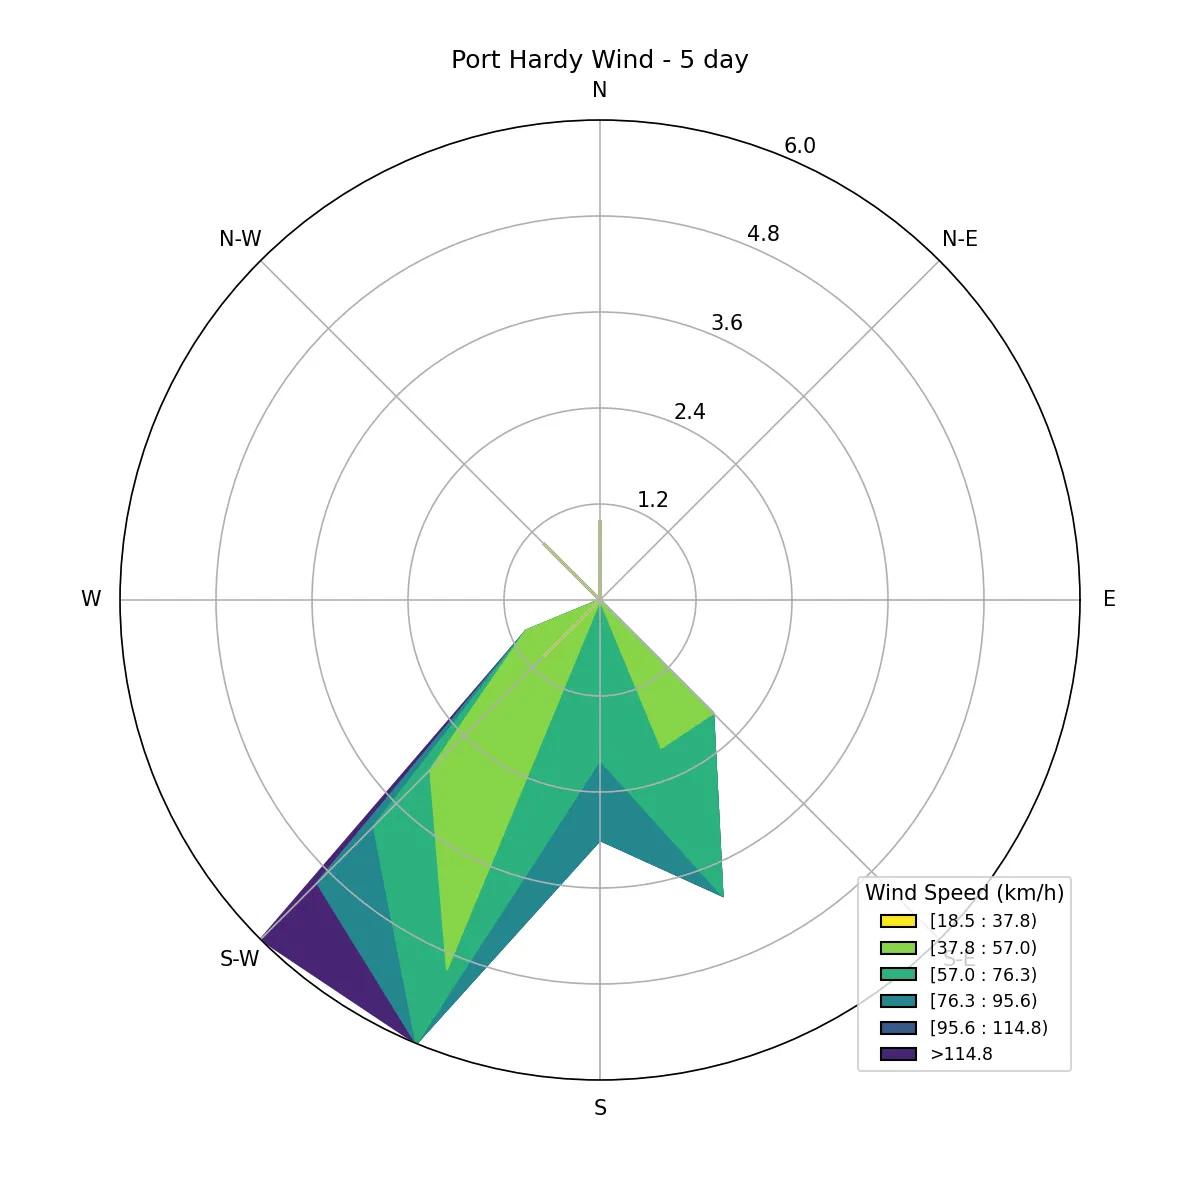 Port Hardy Wind - 5 day
N
6.0
N-W
4.8
N-E
3.6
2.4
1.2
W
E
S-W
S-E
S
Wind Speed (km/h)
[18.5 : 37.8)
[37.8 : 57.0)
[57.0 : 76.3)
[76.3 : 95.6)
[95.6 : 114.8)
>114.8